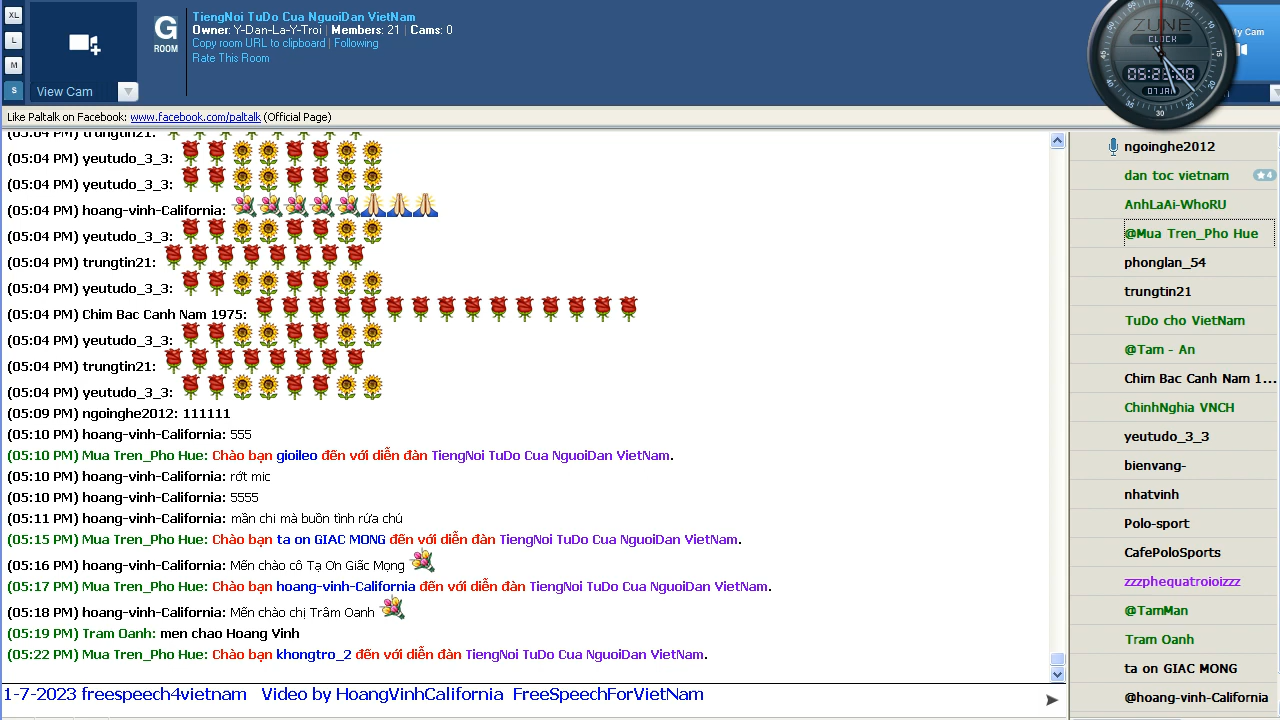 XL
L
M
S
View Cam
G
ROOM
TiengNoi TuDo Cua NguoiDan VietNam
Owner: Y-Dan-La-Y-Troi | Members: 21 | Cams: 0
Copy room URL to clipboard | Following
Rate This Room
ZUNE
CLOCK
My Cam
Like Paltalk on Facebook: www.facebook.com/paltalk (Official Page)
(05:04 PM) trungtin21:
(05:04 PM) yeutudo_3_3:
(05:04 PM) yeutudo_3_3:
(05:04 PM) hoang-vinh-California:
(05:04 PM) yeutudo_3_3:
(05:04 PM) trungtin21:
(05:04 PM) yeutudo_3_3:
(05:04 PM) Chim Bac Canh Nam 1975:
(05:04 PM) yeutudo_3_3:
(05:04 PM) trungtin21:
(05:04 PM) yeutudo_3_3:
(05:09 PM) ngoinghe2012: 111111
(05:10 PM) hoang-vinh-California: 555
(05:10 PM) Mua Tren_Pho Hue: Chào bạn gioileo đến với diễn đàn TiengNoi TuDo Cua NguoiDan VietNam.
(05:10 PM) hoang-vinh-California: rớt mic
(05:10 PM) hoang-vinh-California: 5555
(05:11 PM) hoang-vinh-California: mần chi mà buồn tình rứa chú
(05:15 PM) Mua Tren_Pho Hue: Chào bạn ta on GIAC MONG đến với diễn đàn TiengNoi TuDo Cua NguoiDan VietNam.
(05:16 PM) hoang-vinh-California: Mến chào cô Tạ Ơn Giấc Mọng
(05:17 PM) Mua Tren_Pho Hue: Chào bạn hoang-vinh-California đến với diễn đàn TiengNoi TuDo Cua NguoiDan VietNam.
(05:18 PM) hoang-vinh-California: Mến chào chị Trâm Oanh
(05:19 PM) Tram Oanh: men chao Hoang Vinh
(05:22 PM) Mua Tren_Pho Hue: Chào bạn khongtro_2 đến với diễn đàn TiengNoi TuDo Cua NguoiDan VietNam.
1-7-2023 freespeech4vietnam Video by HoangVinhCalifornia FreeSpeechForVietNam
ngoinghe2012
dan toc vietnam
4
AnhLaAi-WhoRU
@Mua Tren_Pho Hue
phonglan_54
trungtin21
TuDo cho VietNam
@Tam - An
Chim Bac Canh Nam 1...
ChinhNghia VNCH
yeutudo_3_3
bienvang-
nhatvinh
Polo-sport
CafePoloSports
zzzphequatroioizzz
@TamMan
Tram Oanh
ta on GIAC MONG
@hoang-vinh-California